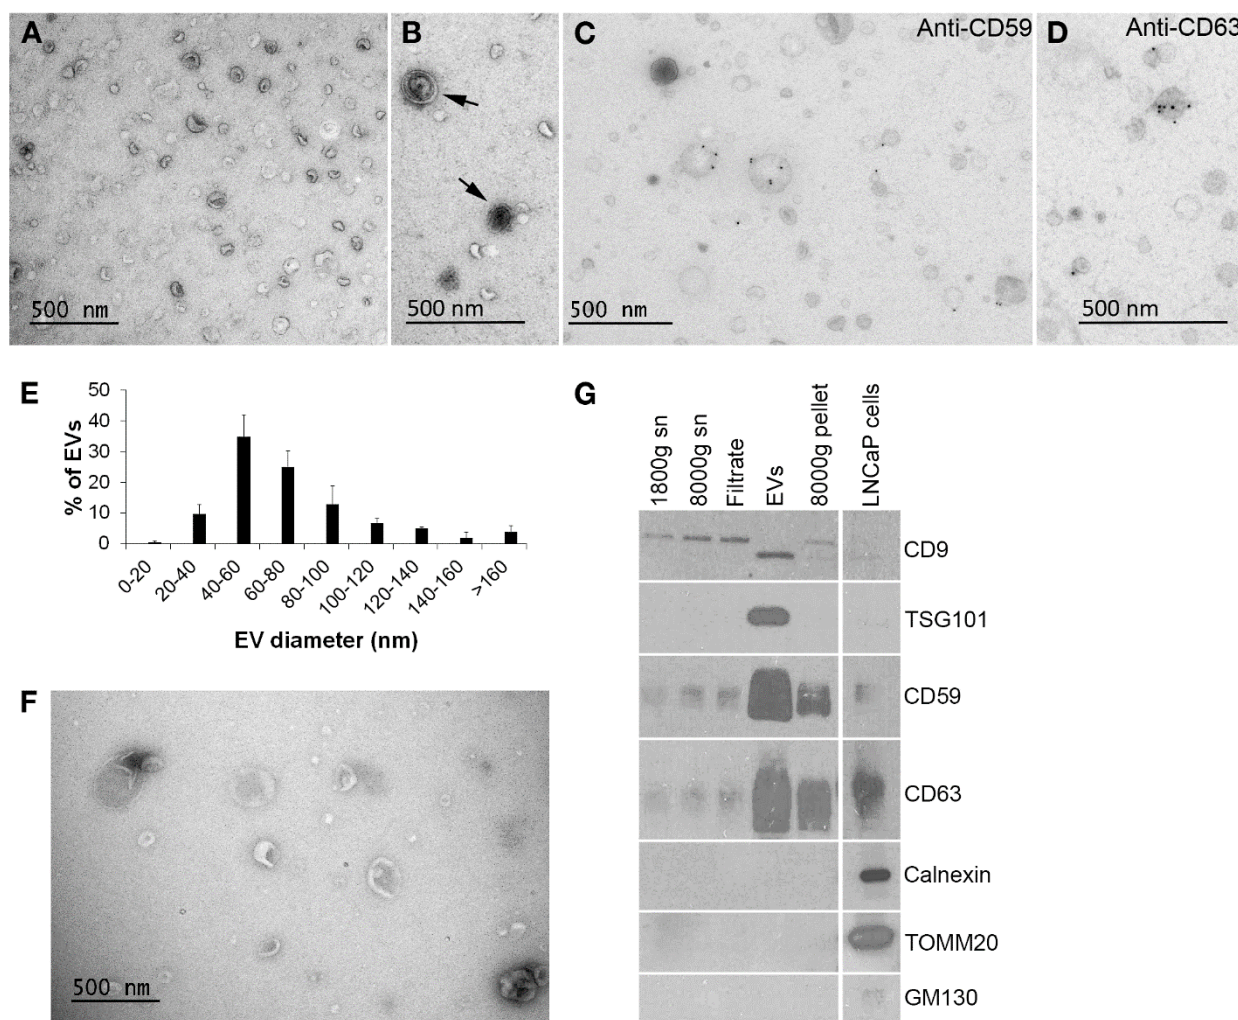 A
B
C
Anti-CD59
D
Anti-CD63
500 nm
500 nm
500 nm
500 nm
E
% of EVs
50
40
30
20
10
0
0-20
20-40
40-60
60-80
80-100
100-120
120-140
140-160
>160
EV diameter (nm)
F
500 nm
G
1800g sn
8000g sn
Filtrate
EVs
8000g pellet
LNCaP cells
CD9
TSG101
CD59
CD63
Calnexin
TOMM20
GM130